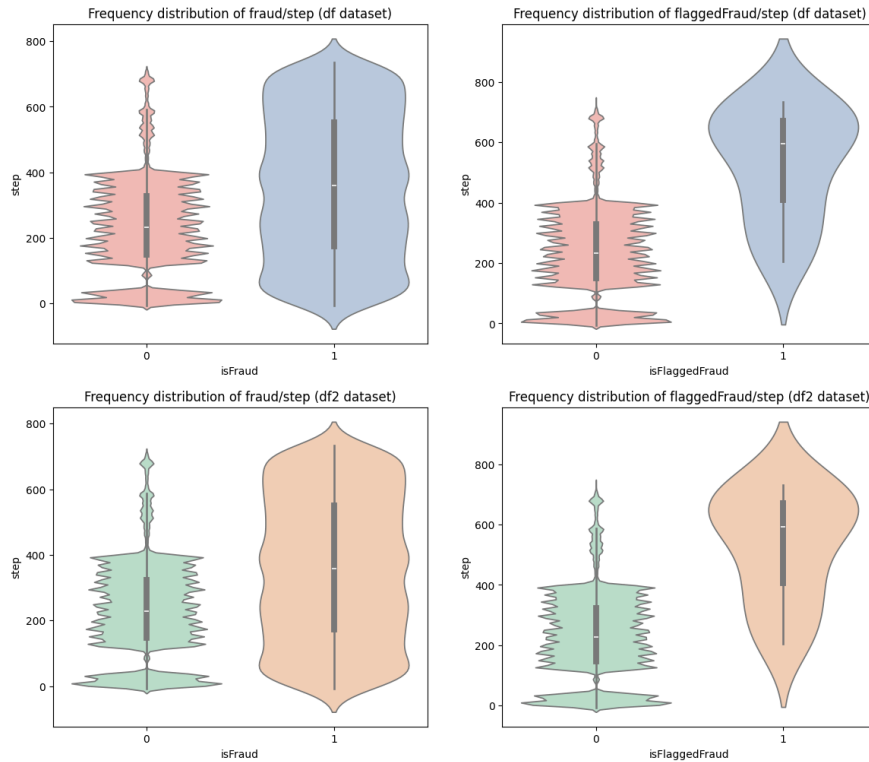 Frequency distribution of fraud/step (df dataset)
800
600
400
200
0
step
0
1
isFraud
Frequency distribution of flaggedFraud/step (df dataset)
800
600
400
200
0
step
0
1
isFlaggedFraud
Frequency distribution of fraud/step (df2 dataset)
800
600
400
200
0
step
0
1
isFraud
Frequency distribution of flaggedFraud/step (df2 dataset)
800
600
400
200
0
step
0
1
isFlaggedFraud